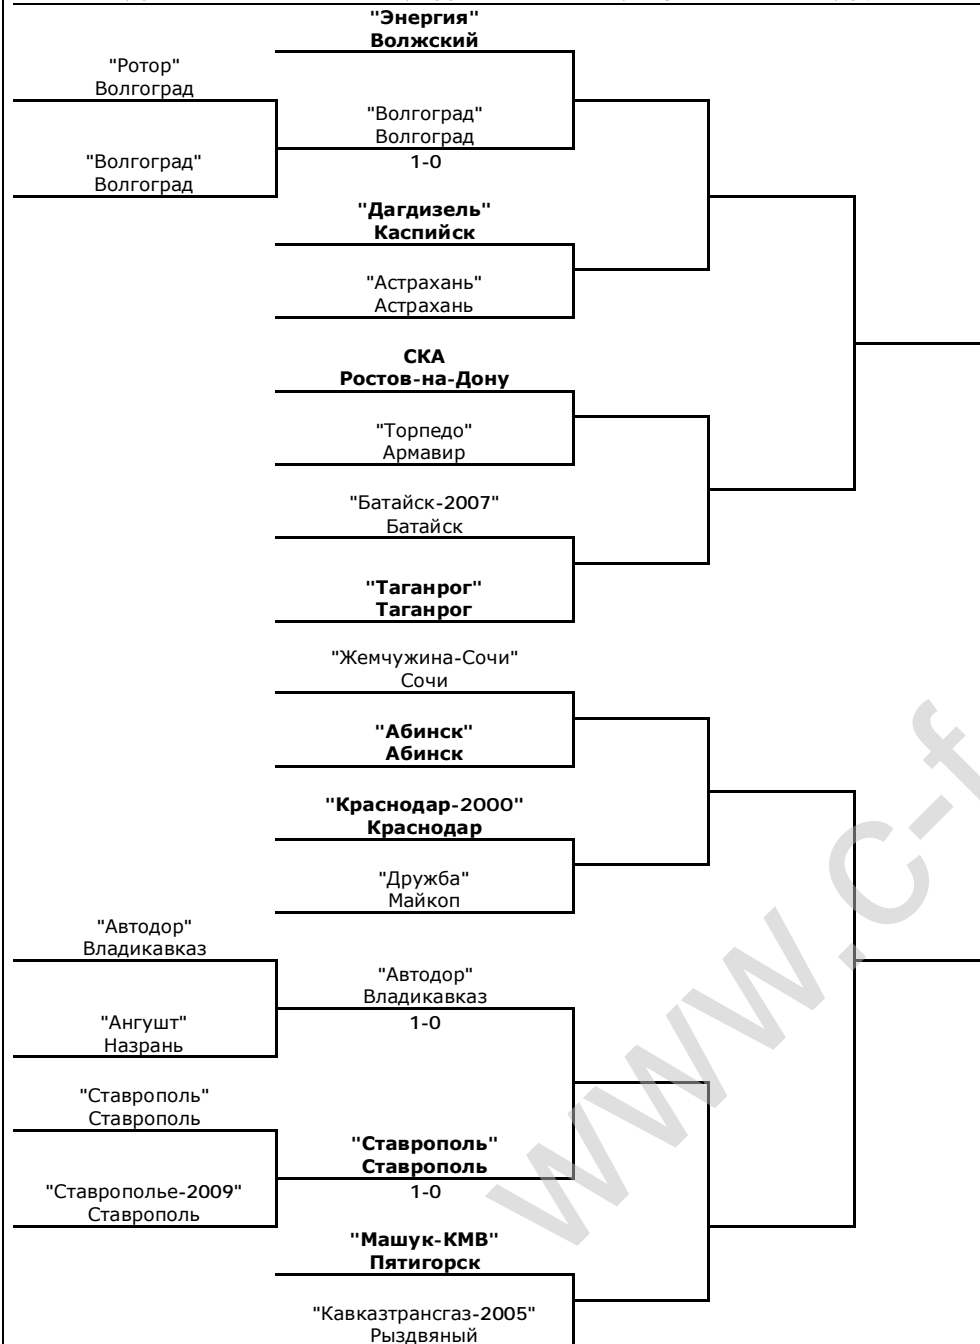 "Энергия"
Волжский
"Ротор"
Волгоград
"Волгоград"
Волгоград
1-0
"Волгоград"
Волгоград
"Дагдизель"
Каспийск
"Астрахань"
Астрахань
СКА
Ростов-на-Дону
"Торпедо"
Армавир
"Батайск-2007"
Батайск
"Таганрог"
Таганрог
"Жемчужина-Сочи"
Сочи
"Абинск"
Абинск
"Краснодар-2000"
Краснодар
"Дружба"
Майкоп
"Автодор"
Владикавказ
"Автодор"
Владикавказ
1-0
"Ангушт"
Назрань
"Ставрополь"
Ставрополь
"Ставрополь"
Ставрополь
1-0
"Ставрополье-2009"
Ставрополь
"Машук-КМВ"
Пятигорск
"Кавказтрансгаз-2005"
Рыздвяный
www.c-f